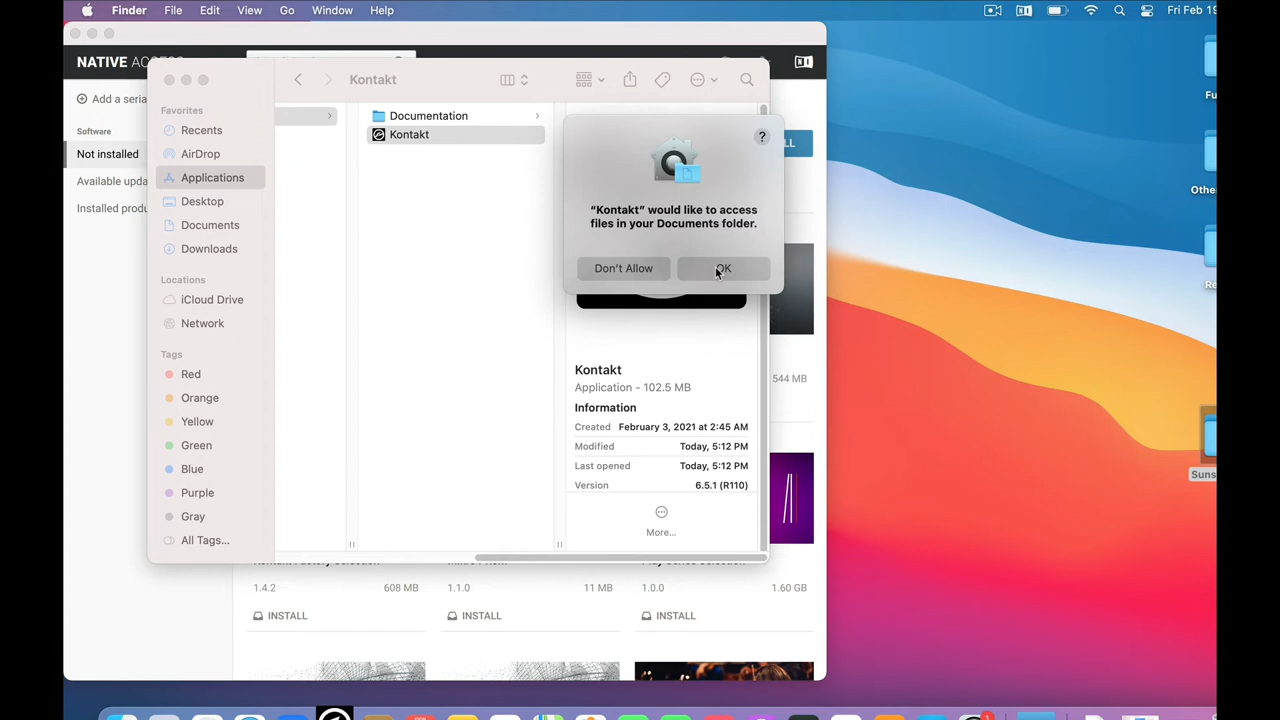 Finder File Edit View Go Window Help
Fri Feb 19
NATIVE
Add a seria
Software
Not installed
Available upda
Installed produ
Kontakt
Favorites
Recents
AirDrop
Applications
Desktop
Documents
Downloads
Locations
iCloud Drive
Network
Tags
Red
Orange
Yellow
Green
Blue
Purple
Gray
All Tags...
Documentation
Kontakt
?
“Kontakt” would like to access
files in your Documents folder.
Don't Allow
OK
Kontakt
Application - 102.5 MB
Information
Created February 3, 2021 at 2:45 AM
Modified Today, 5:12 PM
Last opened Today, 5:12 PM
Version 6.5.1 (R110)
More...
LL
544 MB
1.4.2 608 MB
INSTALL
1.1.0 11 MB
INSTALL
1.0.0 1.60 GB
INSTALL
Fu
Othe
Re
Suns